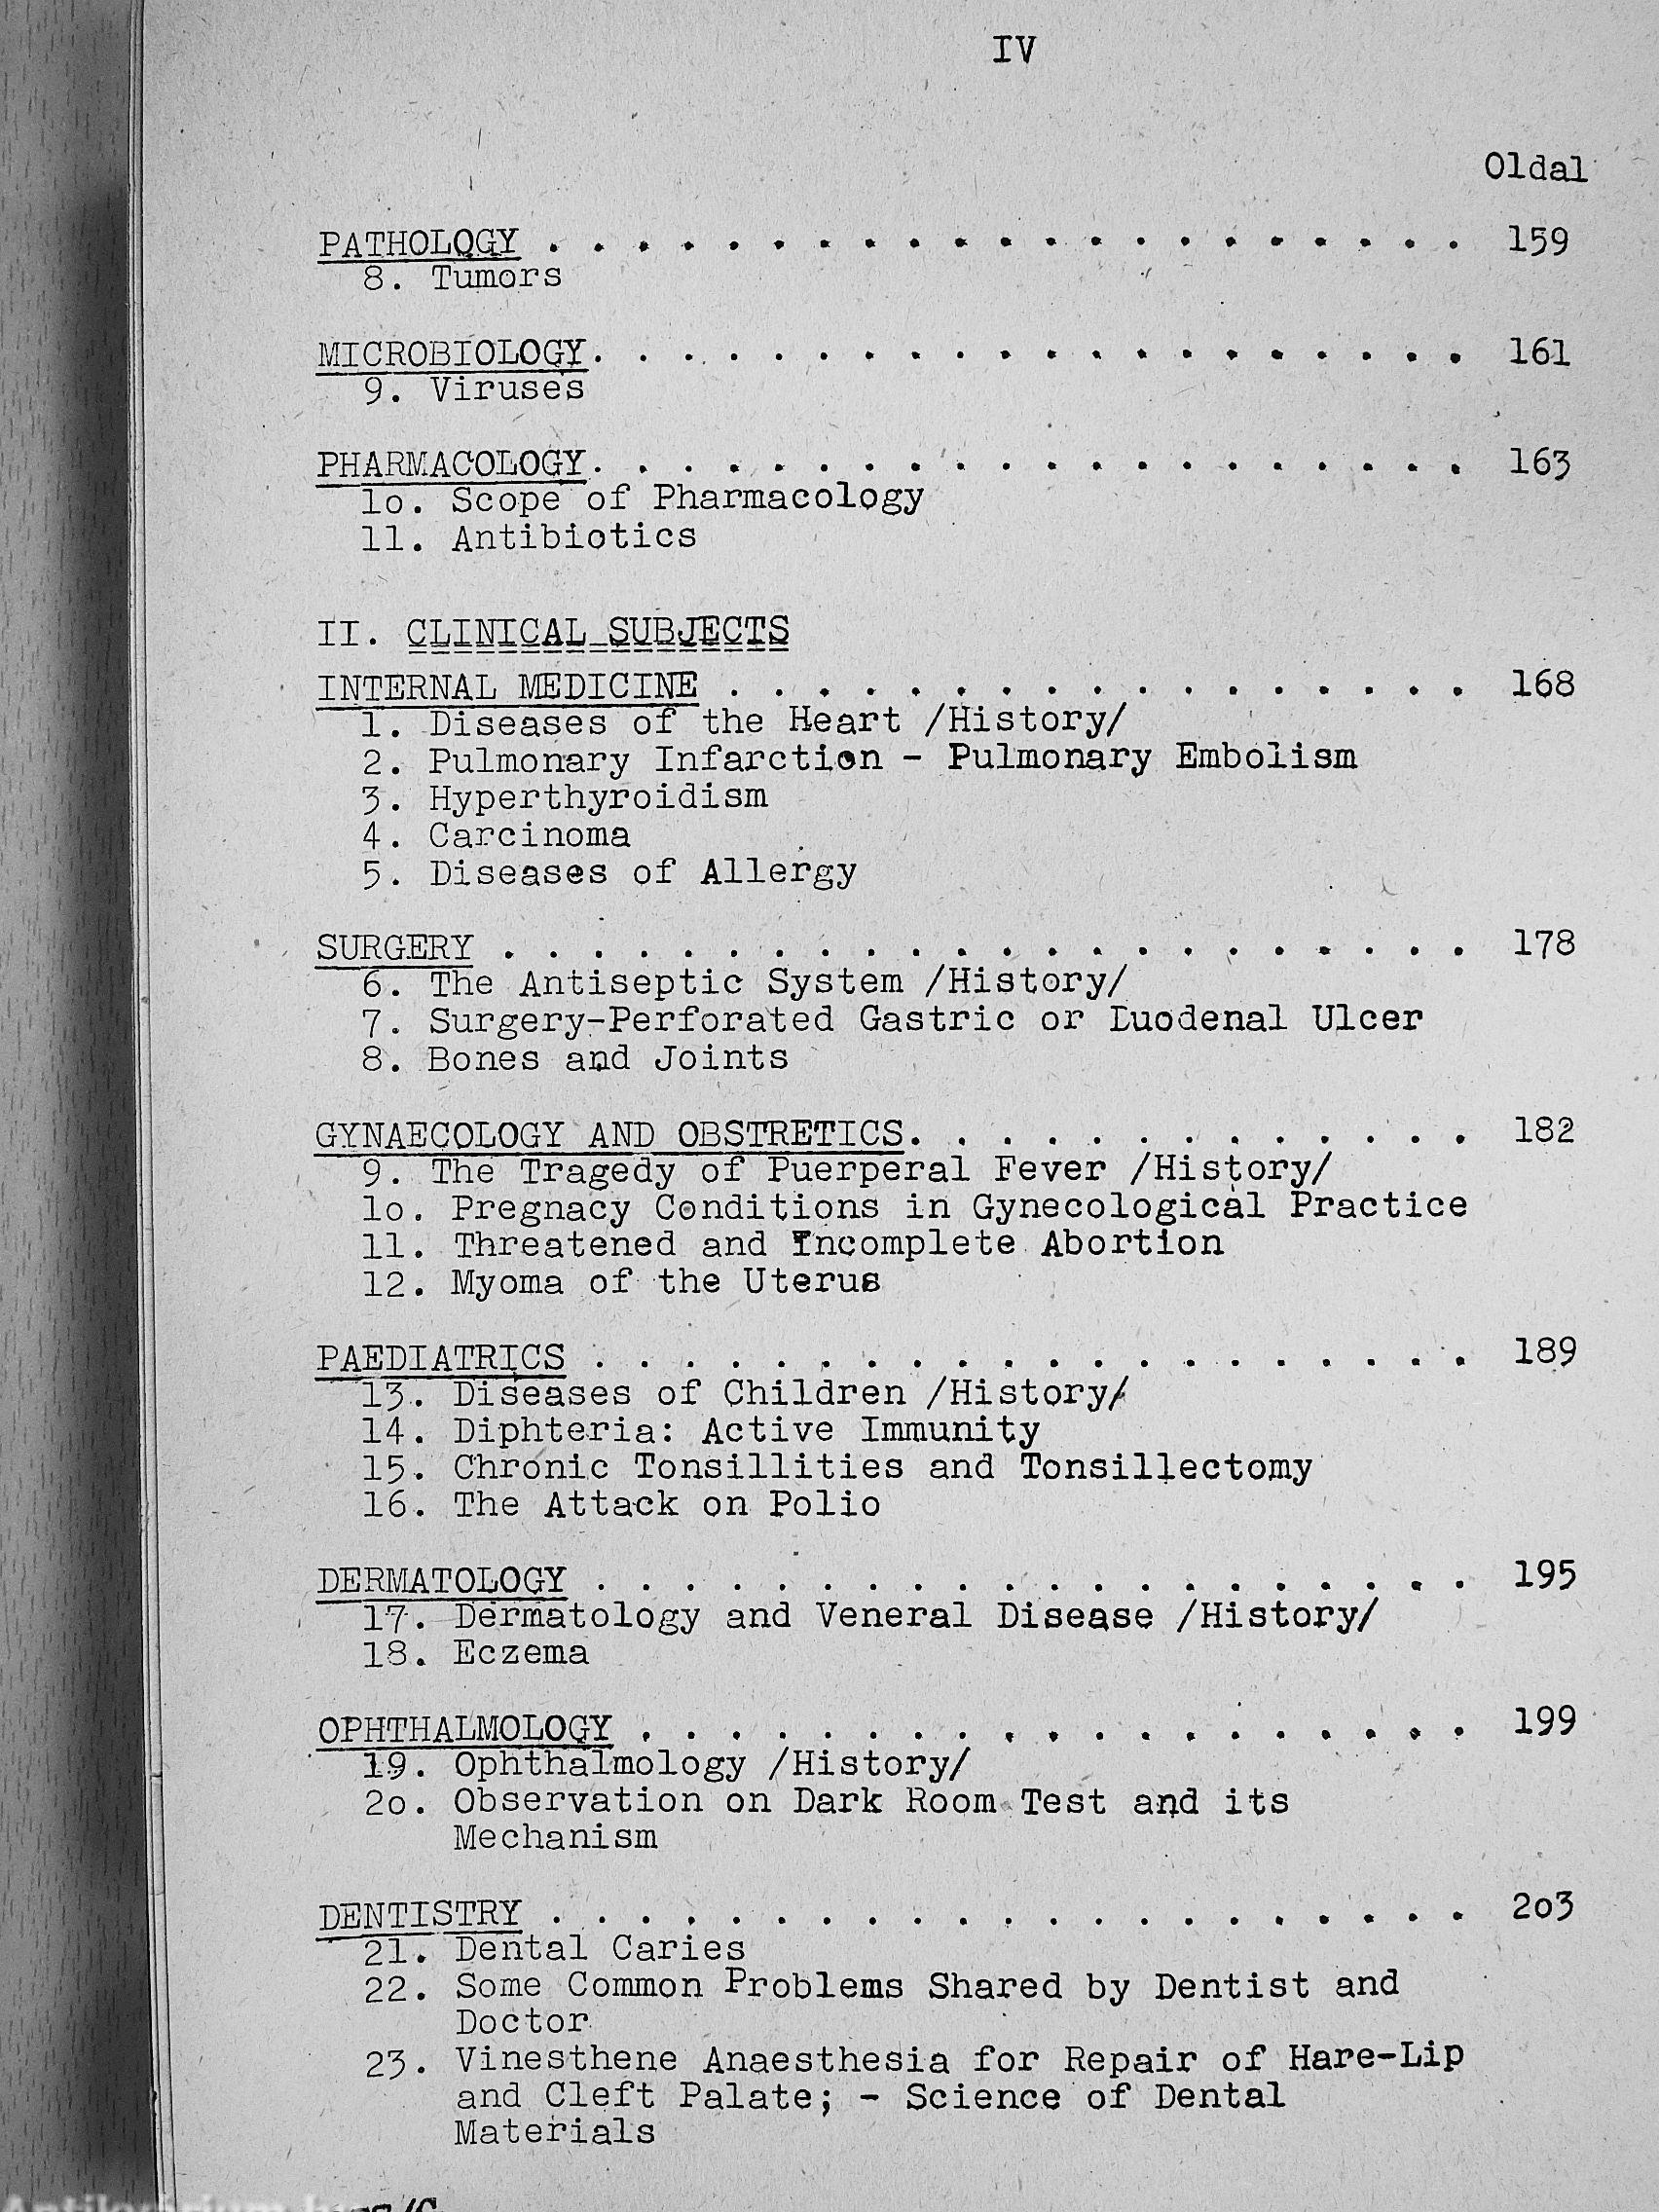 IV
Oldal
PATHOLOGY . . . . . . . . . . . . . . . . . . . . . 159
8. Tumors
MICROBIOLOGY. . . . . . . . . . . . . . . . . . . . 161
9. Viruses
PHARMACOLOGY. . . . . . . . . . . . . . . . . . . . 163
lo. Scope of Pharmacology
11. Antibiotics
II. CLINICAL SUBJECTS
INTERNAL MEDICINE . . . . . . . . . . . . . . . . . 168
1. Diseases of the Heart /History/
2. Pulmonary Infarction - Pulmonary Embolism
3. Hyperthyroidism
4. Carcinoma
5. Diseases of Allergy
SURGERY . . . . . . . . . . . . . . . . . . . . . . 178
6. The Antiseptic System /History/
7. Surgery-Perforated Gastric or Duodenal Ulcer
8. Bones and Joints
GYNAECOLOGY AND OBSTRETICS. . . . . . . . . . . . . 182
9. The Tragedy of Puerperal Fever /History/
lo. Pregnacy Conditions in Gynecological Practice
11. Threatened and Incomplete Abortion
12. Myoma of the Uterus
PAEDIATRICS . . . . . . . . . . . . . . . . . . . . 189
13. Diseases of Children /History/
14. Diphteria: Active Immunity
15. Chronic Tonsillities and Tonsillectomy
16. The Attack on Polio
DERMATOLOGY . . . . . . . . . . . . . . . . . . . . 195
17. Dermatology and Veneral Disease /History/
18. Eczema
OPHTHALMOLOGY . . . . . . . . . . . . . . . . . . . 199
19. Ophthalmology /History/
2o. Observation on Dark Room Test and its
Mechanism
DENTISTRY . . . . . . . . . . . . . . . . . . . . . 2o3
21. Dental Caries
22. Some Common Problems Shared by Dentist and
Doctor
23. Vinesthene Anaesthesia for Repair of Hare-Lip
and Cleft Palate; - Science of Dental
Materials